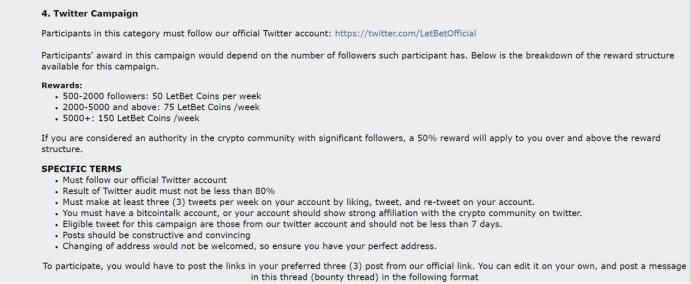 4. Twitter Campaign
Participants in this category must follow our official Twitter account: https://twitter.com/LetBetOfficial
Participants' award in this campaign would depend on the number of followers such participant has. Below is the breakdown of the reward structure
available for this campaign.
Rewards:
• 500-2000 followers: 50 LetBet Coins per week
• 2000-5000 and above: 75 LetBet Coins /week
• 5000+: 150 LetBet Coins /week
If you are considered an authority in the crypto community with significant followers, a 50% reward will apply to you over and above the reward
structure.
SPECIFIC TERMS
• Must follow our official Twitter account
• Result of Twitter audit must not be less than 80%
• Must make at least three (3) tweets per week on your account by liking, tweet, and re-tweet on your account.
• You must have a bitcointalk account, or your account should show strong affiliation with the crypto community on twitter.
• Eligible tweet for this campaign are those from our twitter account and should not be less than 7 days.
• Posts should be constructive and convincing
• Changing of address would not be welcomed, so ensure you have your perfect address.
To participate, you would have to post the links in your preferred three (3) post from our official link. You can edit it on your own, and post a message
in this thread (bounty thread) in the following format